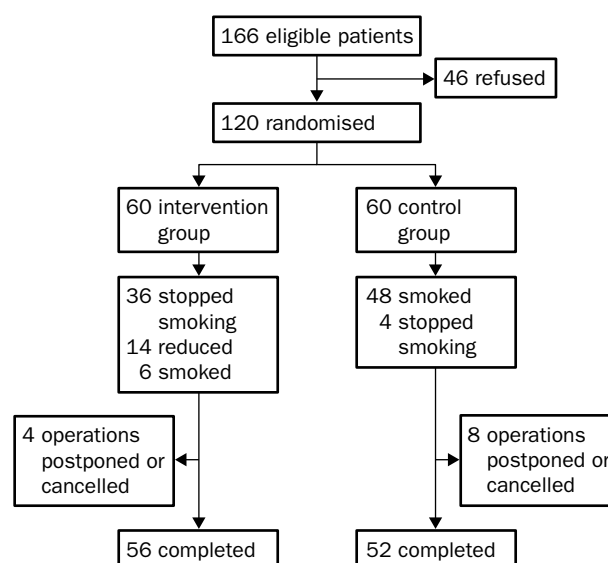 166 eligible patients
46 refused
120 randomised
60 intervention
group
60 control
group
36 stopped
smoking
14 reduced
6 smoked
48 smoked
4 stopped
smoking
4 operations
postponed or
cancelled
8 operations
postponed or
cancelled
56 completed
52 completed